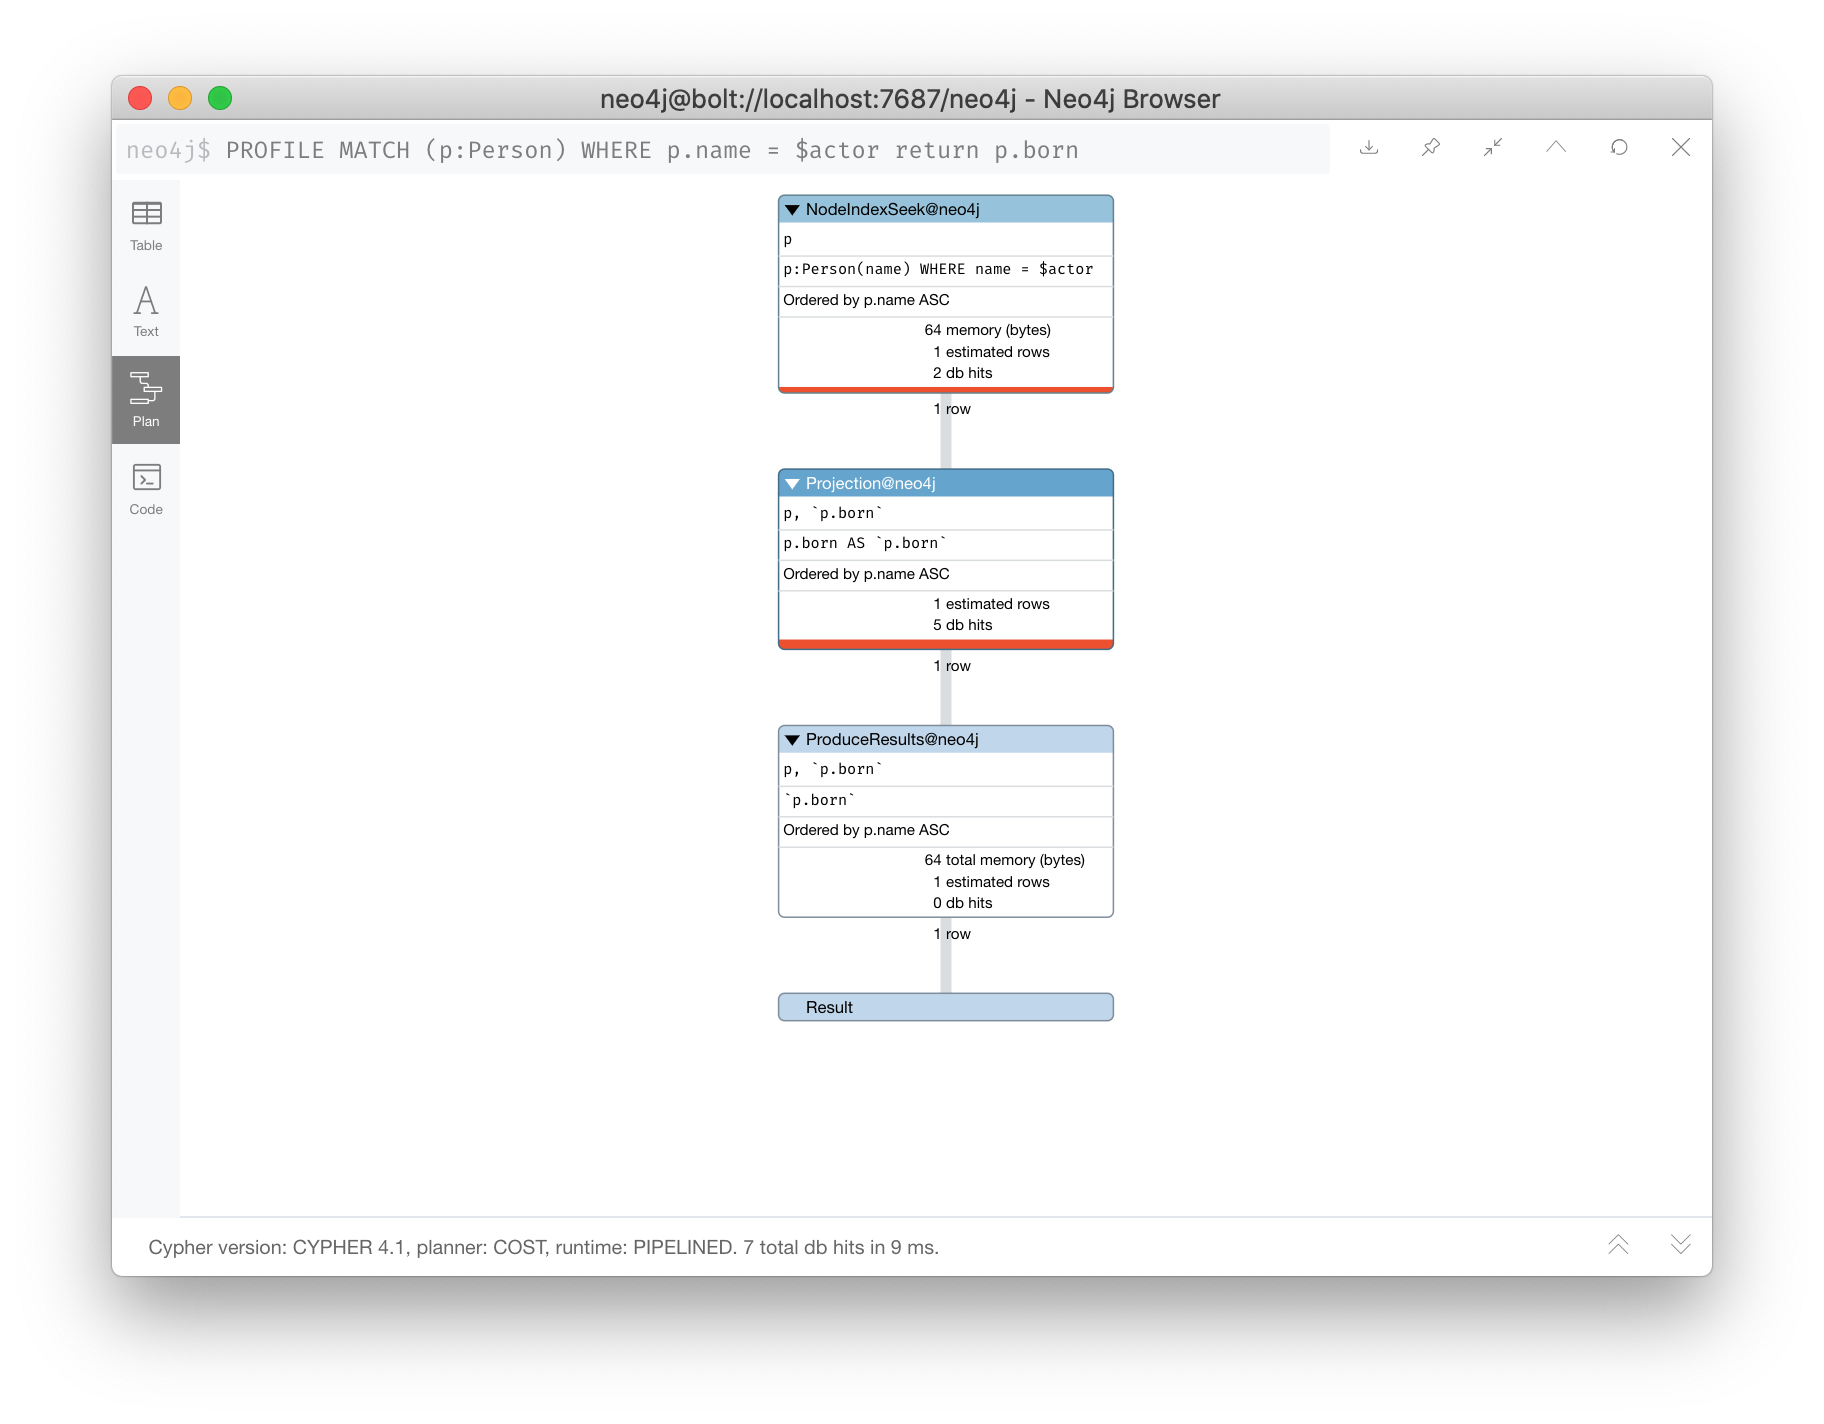 neo4j@bolt://localhost:7687/neo4j - Neo4j Browser
neo4j$ PROFILE MATCH (p:Person) WHERE p.name = $actor return p.born
Table
Text
Plan
Code
NodeIndexSeek@neo4j
p
p:Person(name) WHERE name = $actor
Ordered by p.name ASC
64 memory (bytes)
1 estimated rows
2 db hits
1 row
Projection@neo4j
p, `p.born`
p.born AS `p.born`
Ordered by p.name ASC
1 estimated rows
5 db hits
1 row
ProduceResults@neo4j
p, `p.born`
`p.born`
Ordered by p.name ASC
64 total memory (bytes)
1 estimated rows
0 db hits
1 row
Result
Cypher version: CYPHER 4.1, planner: COST, runtime: PIPELINED. 7 total db hits in 9 ms.